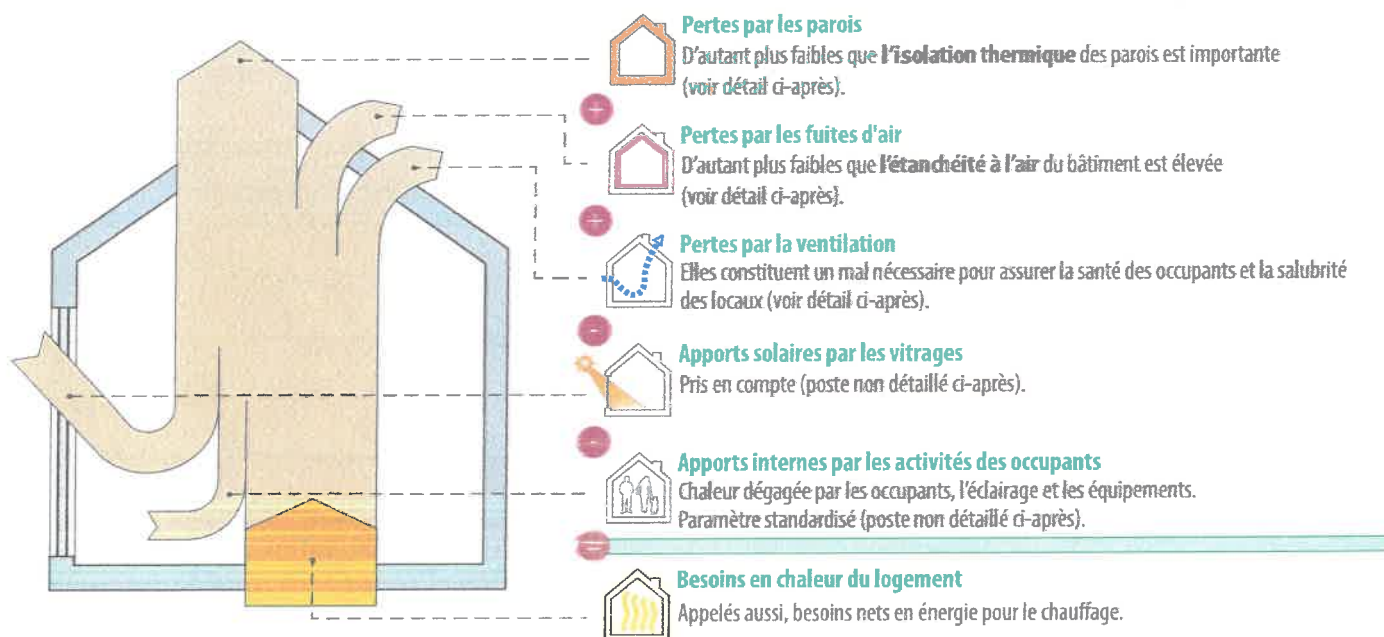 Pertes par les parois
D'autant plus faibles que l'isolation thermique des parois est importante
(voir détail ci-après).
+
Pertes par les fuites d'air
D'autant plus faibles que l'étanchéité à l'air du bâtiment est élevée
(voir détail ci-après).
+
Pertes par la ventilation
Elles constituent un mal nécessaire pour assurer la santé des occupants et la salubrité
des locaux (voir détail ci-après).
-
Apports solaires par les vitrages
Pris en compte (poste non détaillé ci-après).
-
Apports internes par les activités des occupants
Chaleur dégagée par les occupants, l'éclairage et les équipements.
Paramètre standardisé (poste non détaillé ci-après).
=
Besoins en chaleur du logement
Appelés aussi, besoins nets en énergie pour le chauffage.